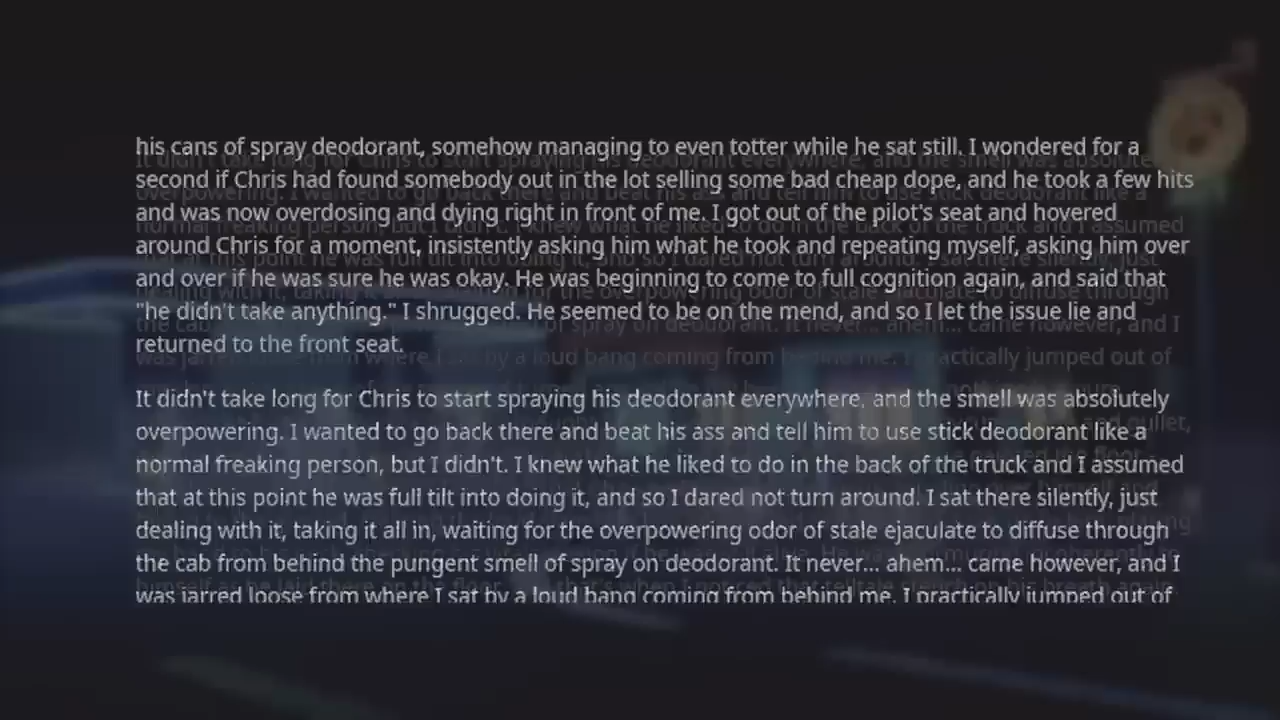 his cans of spray deodorant, somehow managing to even totter while he sat still. I wondered for a
second if Chris had found somebody out in the lot selling some bad cheap dope, and he took a few hits
and was now overdosing and dying right in front of me. I got out of the pilot's seat and hovered
around Chris for a moment, insistently asking him what he took and repeating myself, asking him over
and over if he was sure he was okay. He was beginning to come to full cognition again, and said that
"he didn't take anything." I shrugged. He seemed to be on the mend, and so I let the issue lie and
returned to the front seat.
It didn't take long for Chris to start spraying his deodorant everywhere, and the smell was absolutely
overpowering. I wanted to go back there and beat his ass and tell him to use stick deodorant like a
normal freaking person, but I didn't. I knew what he liked to do in the back of the truck and I assumed
that at this point he was full tilt into doing it, and so I dared not turn around. I sat there silently, just
dealing with it, taking it all in, waiting for the overpowering odor of stale ejaculate to diffuse through
the cab from behind the pungent smell of spray on deodorant. It never... ahem... came however, and I
was jarred loose from where I sat by a loud bang coming from behind me. I practically jumped out of